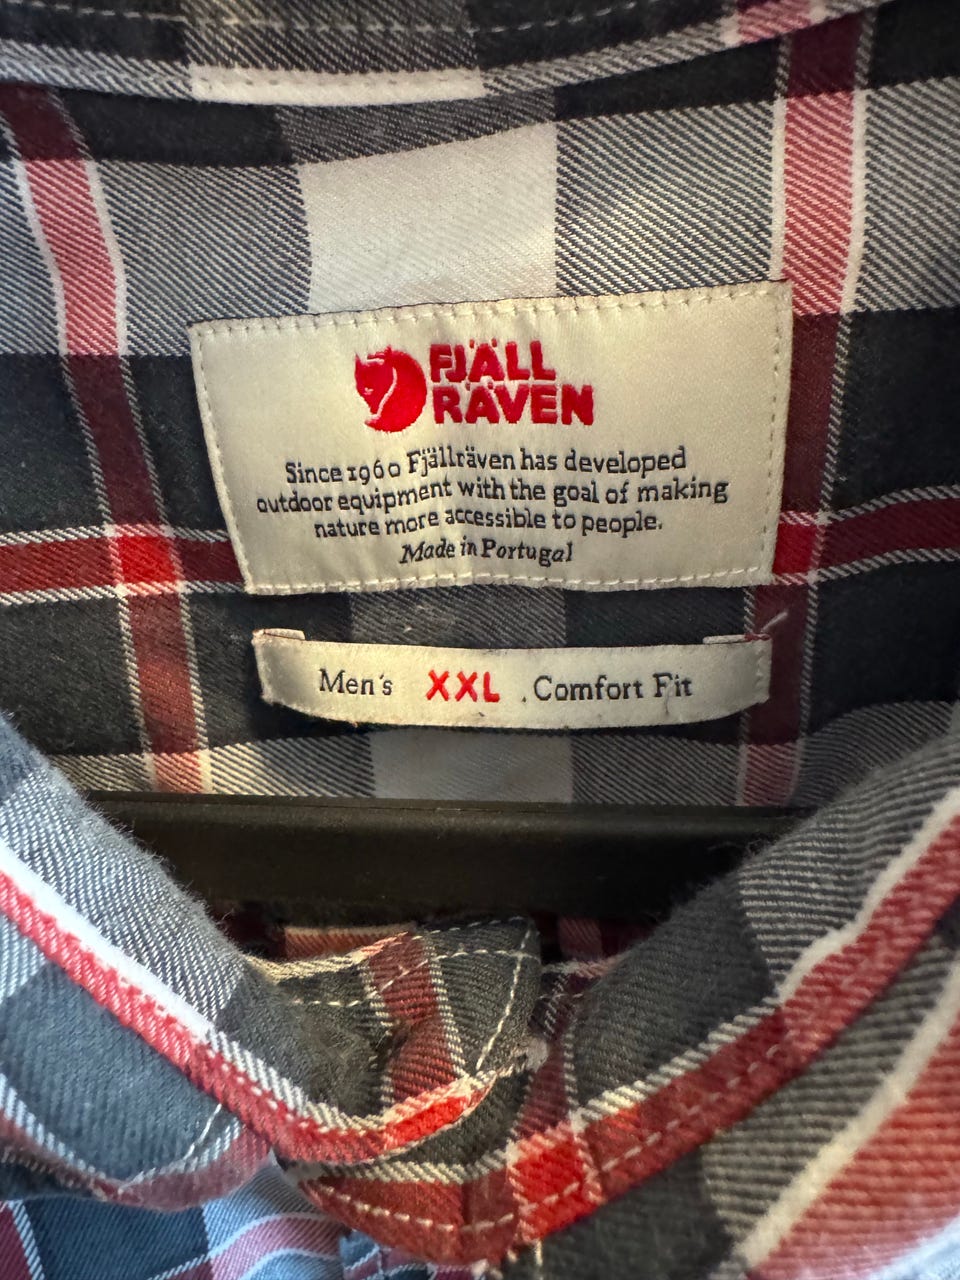 FJÄLL
RÄVEN
Since 1960 Fjällräven has developed
outdoor equipment with the goal of making
nature more accessible to people.
Made in Portugal
Men's XXL . Comfort Fit